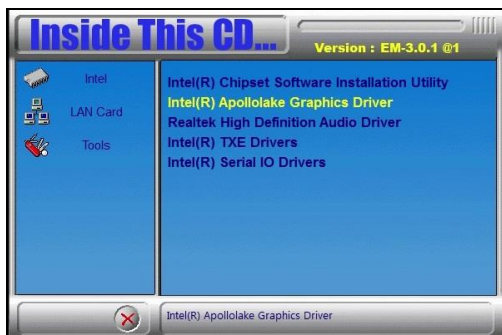 Inside This CD...
Version : EM-3.0.1 @1
Intel
LAN Card
Tools
Intel(R) Chipset Software Installation Utility
Intel(R) Apollolake Graphics Driver
Realtek High Definition Audio Driver
Intel(R) TXE Drivers
Intel(R) Serial IO Drivers
Intel(R) Apollolake Graphics Driver